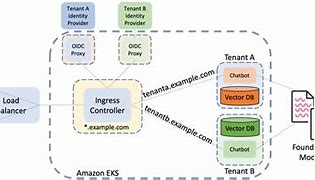 Tenant A
Identity
Provider
Tenant B
Identity
Provider
OIDC
Proxy
OIDC
Proxy
Load
alancer
Ingress
Controller
*.example.com
tenanta.example.com
tenantb.example.com
Tenant A
Chatbot
Vector DB
Vector DB
Chatbot
Tenant B
Found
Mod
Amazon EKS